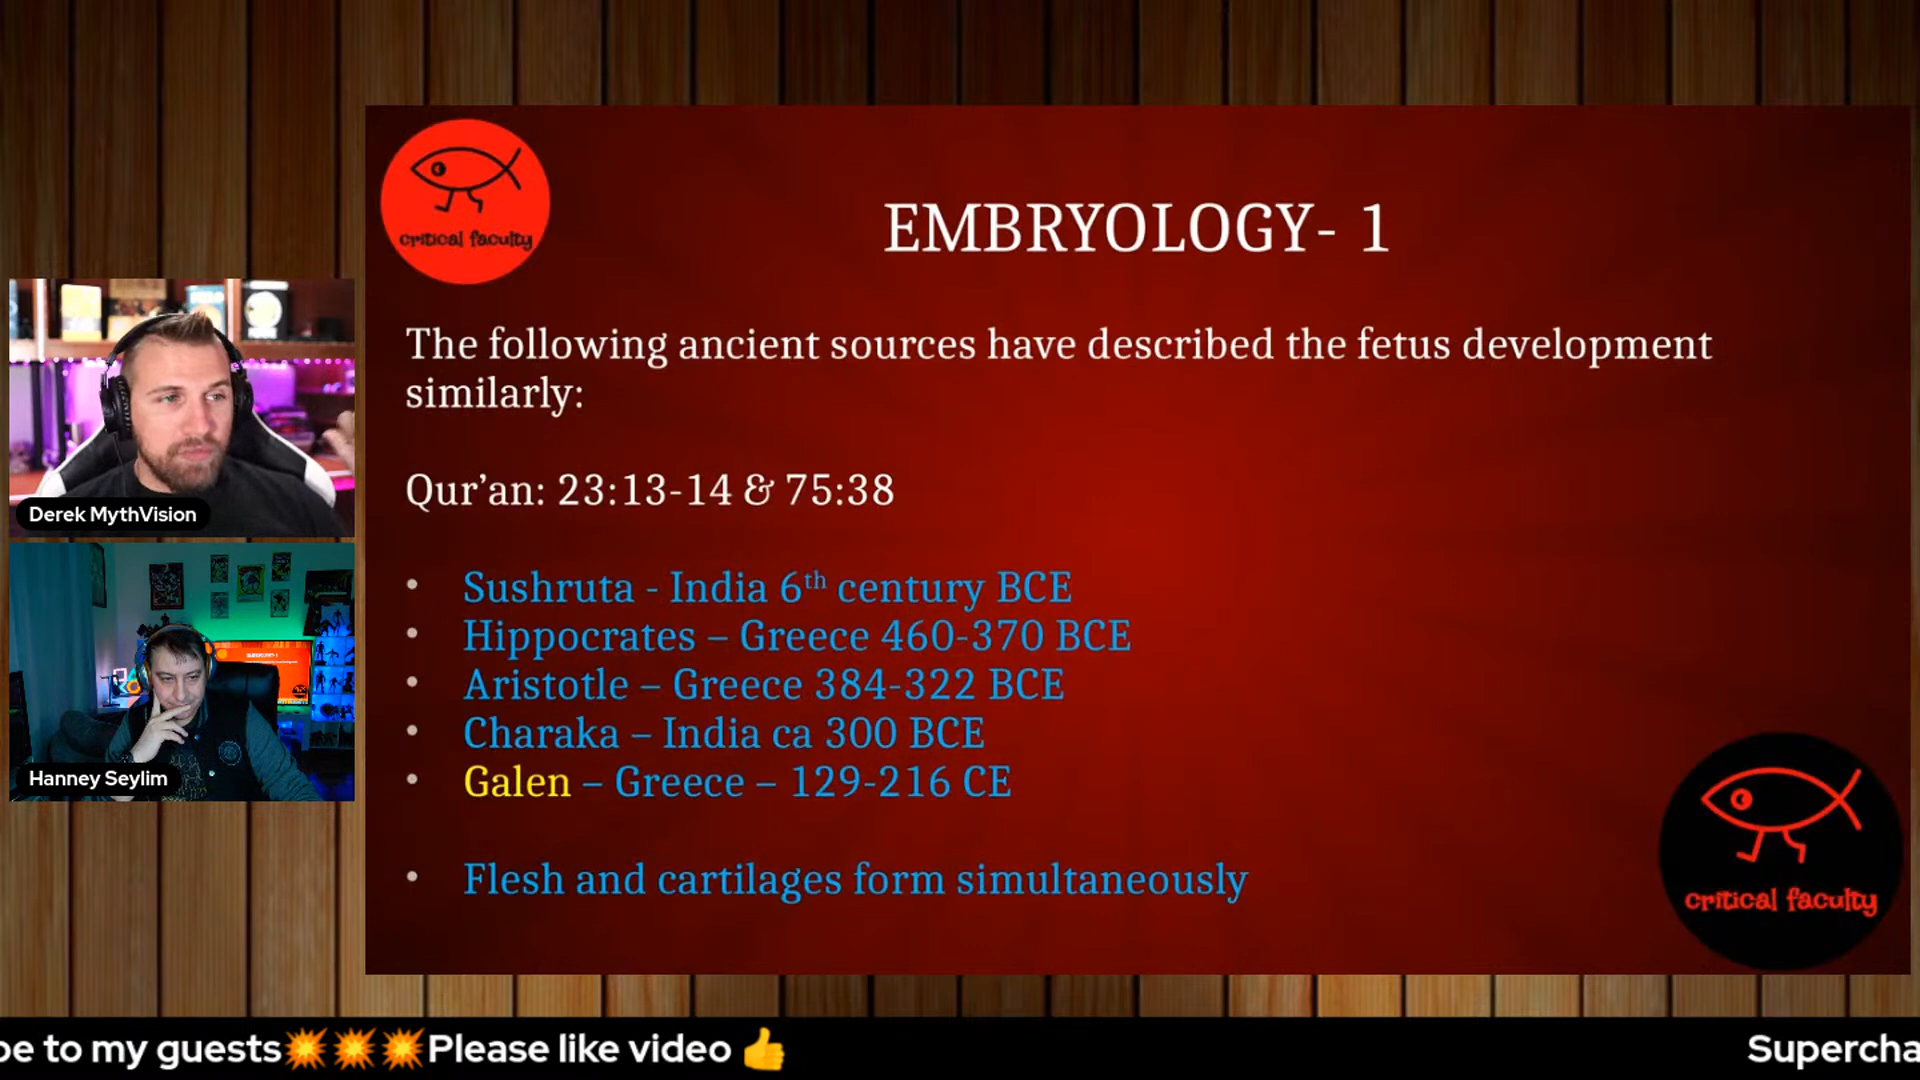 critical faculty
EMBRYOLOGY- 1
The following ancient sources have described the fetus development
similarly:
Qur'an: 23:13-14 & 75:38
• Sushruta - India 6th century BCE
• Hippocrates – Greece 460-370 BCE
• Aristotle – Greece 384-322 BCE
• Charaka – India ca 300 BCE
• Galen – Greece – 129-216 CE
• Flesh and cartilages form simultaneously
critical faculty
Derek MythVision
Hanney Seylim
to my guests💥💥💥Please like video 👍